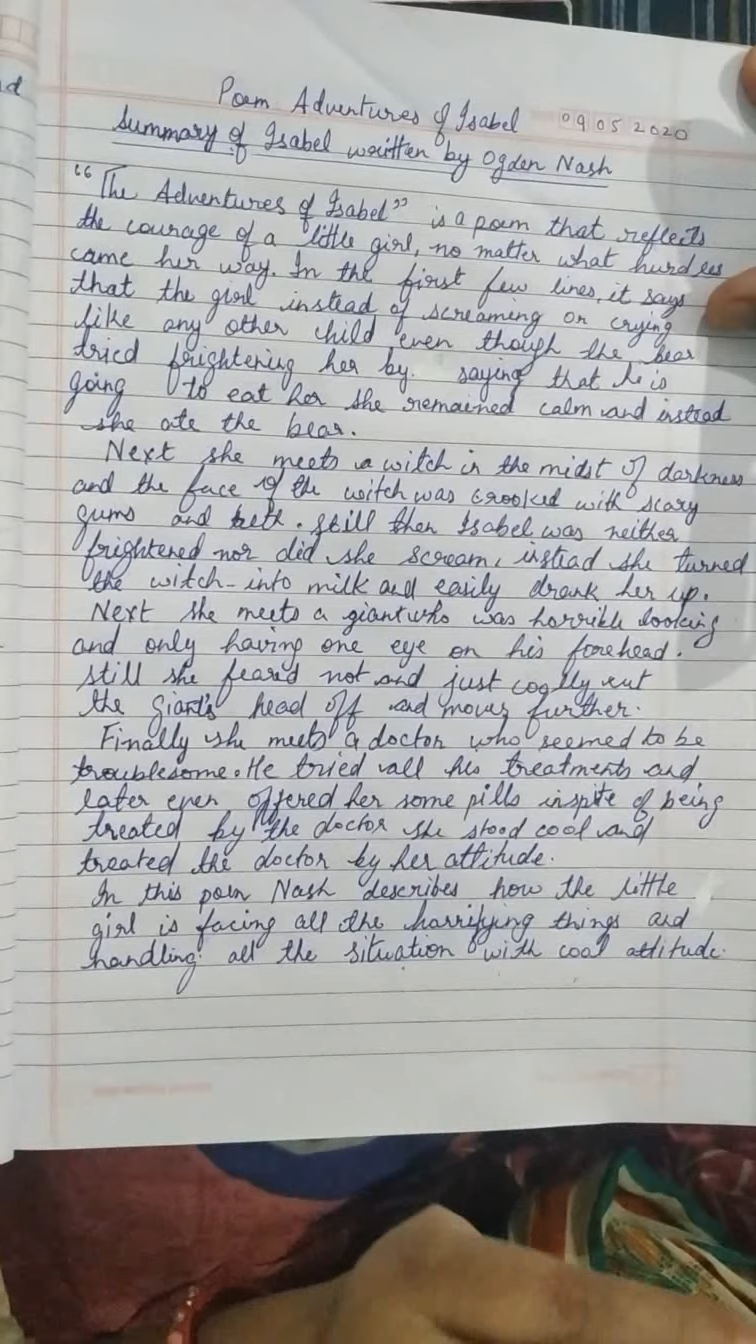 d
Poem Adventures of Isabel 09 05 2020
Summary of Isabel written by Ogden Nash
"The Adventures of Isabel" is a poem that reflects
the courage of a little girl, no matter what hurdles
came her way. In the first few lines, it says
that the girl instead of screaming or crying
like any other child even though the bear
tried frightening her by. saying that he is
going to eat her she remained calm and instead
she ate the bear.
Next she meets a witch in the midst of darkness
and the face of the witch was crooked with scary
gums and teeth. Still then Isabel was neither
frightened nor did she scream, instead she turned
the witch into milk and easily drank her up.
Next she meets a giant who was horrible looking
and only having one eye on his forehead.
still she feared not and just coolly cut
the Giant's head off and moves further.
Finally she meets a doctor who seemed to be
troublesome. He tried all his treatments and
later even offered her some pills inspite of being
treated by the doctor she stood cool and
treated the doctor by her attitude.
In this poem Nash describes how the little
girl is facing all the harrifying things and
handling all the situation with cool attitude.